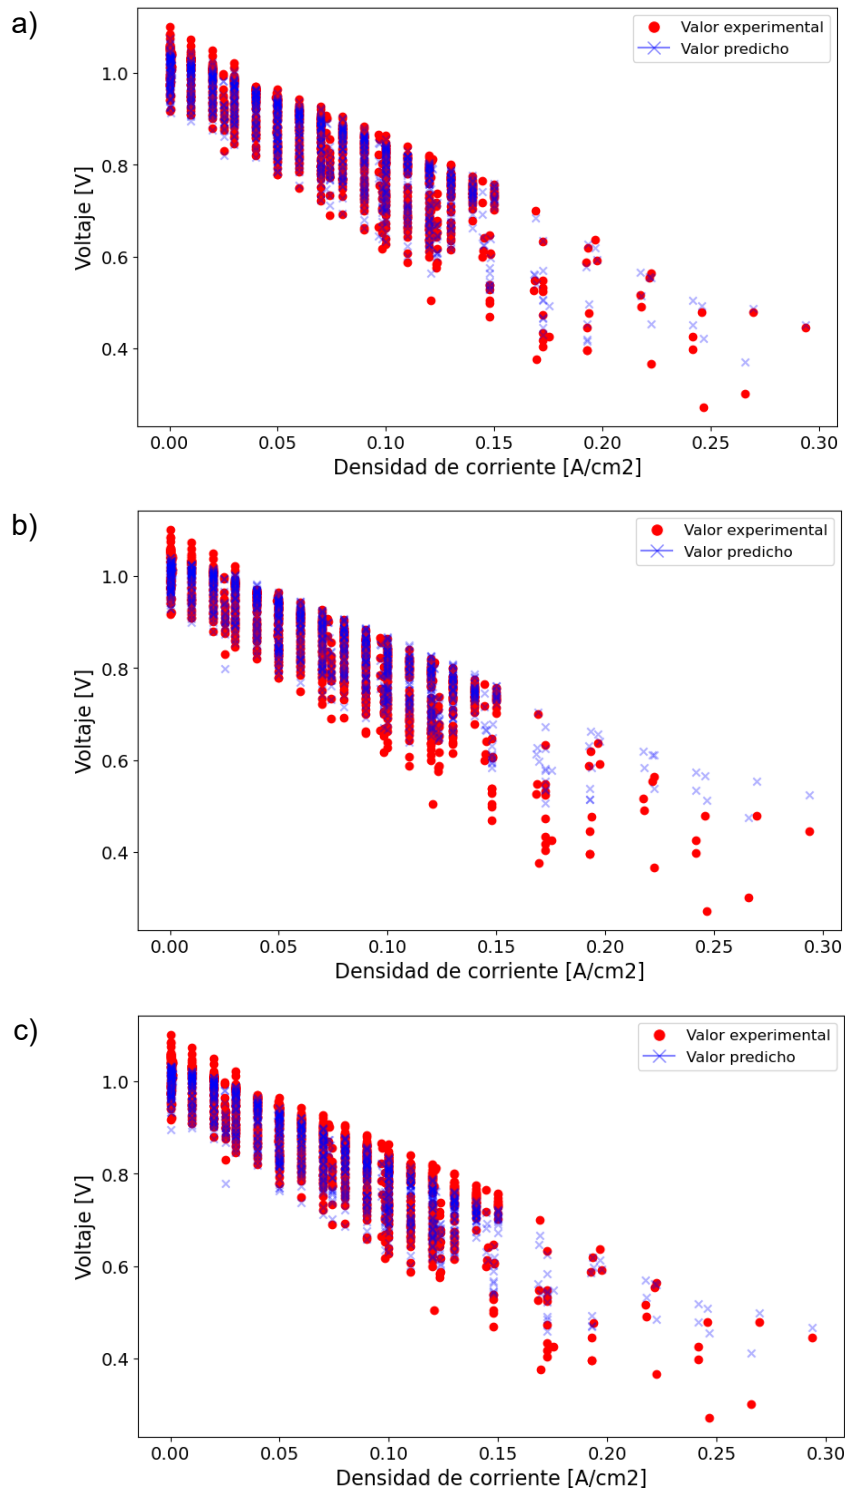 a)
Valor experimental
Valor predicho
Voltaje [V]
1.0
0.8
0.6
0.4
0.00 0.05 0.10 0.15 0.20 0.25 0.30
Densidad de corriente [A/cm2]
b)
Valor experimental
Valor predicho
Voltaje [V]
1.0
0.8
0.6
0.4
0.00 0.05 0.10 0.15 0.20 0.25 0.30
Densidad de corriente [A/cm2]
c)
Valor experimental
Valor predicho
Voltaje [V]
1.0
0.8
0.6
0.4
0.00 0.05 0.10 0.15 0.20 0.25 0.30
Densidad de corriente [A/cm2]